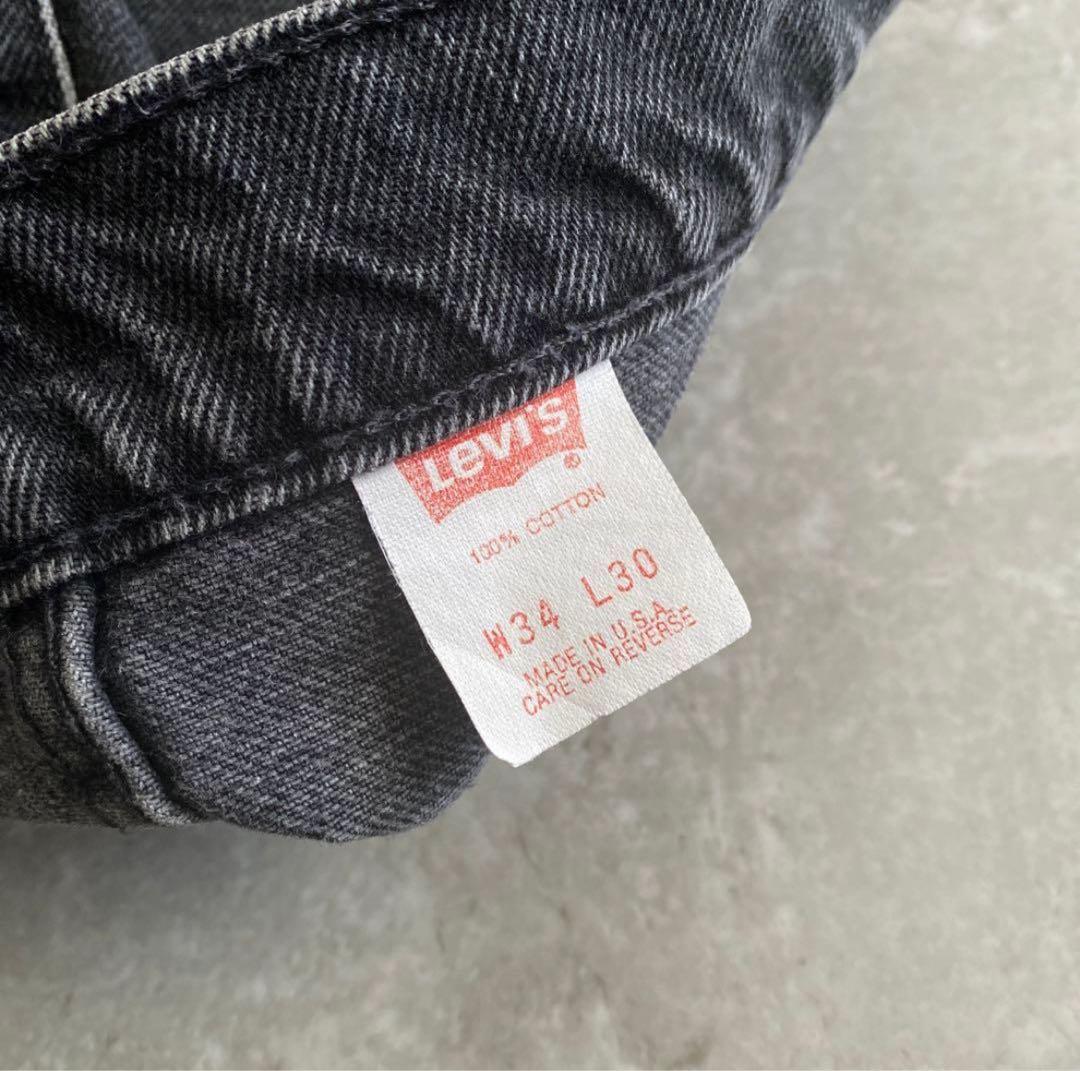 Levi's
®
100% COTTON
W34 L30
MADE IN U.S.A.
CARE ON REVERSE